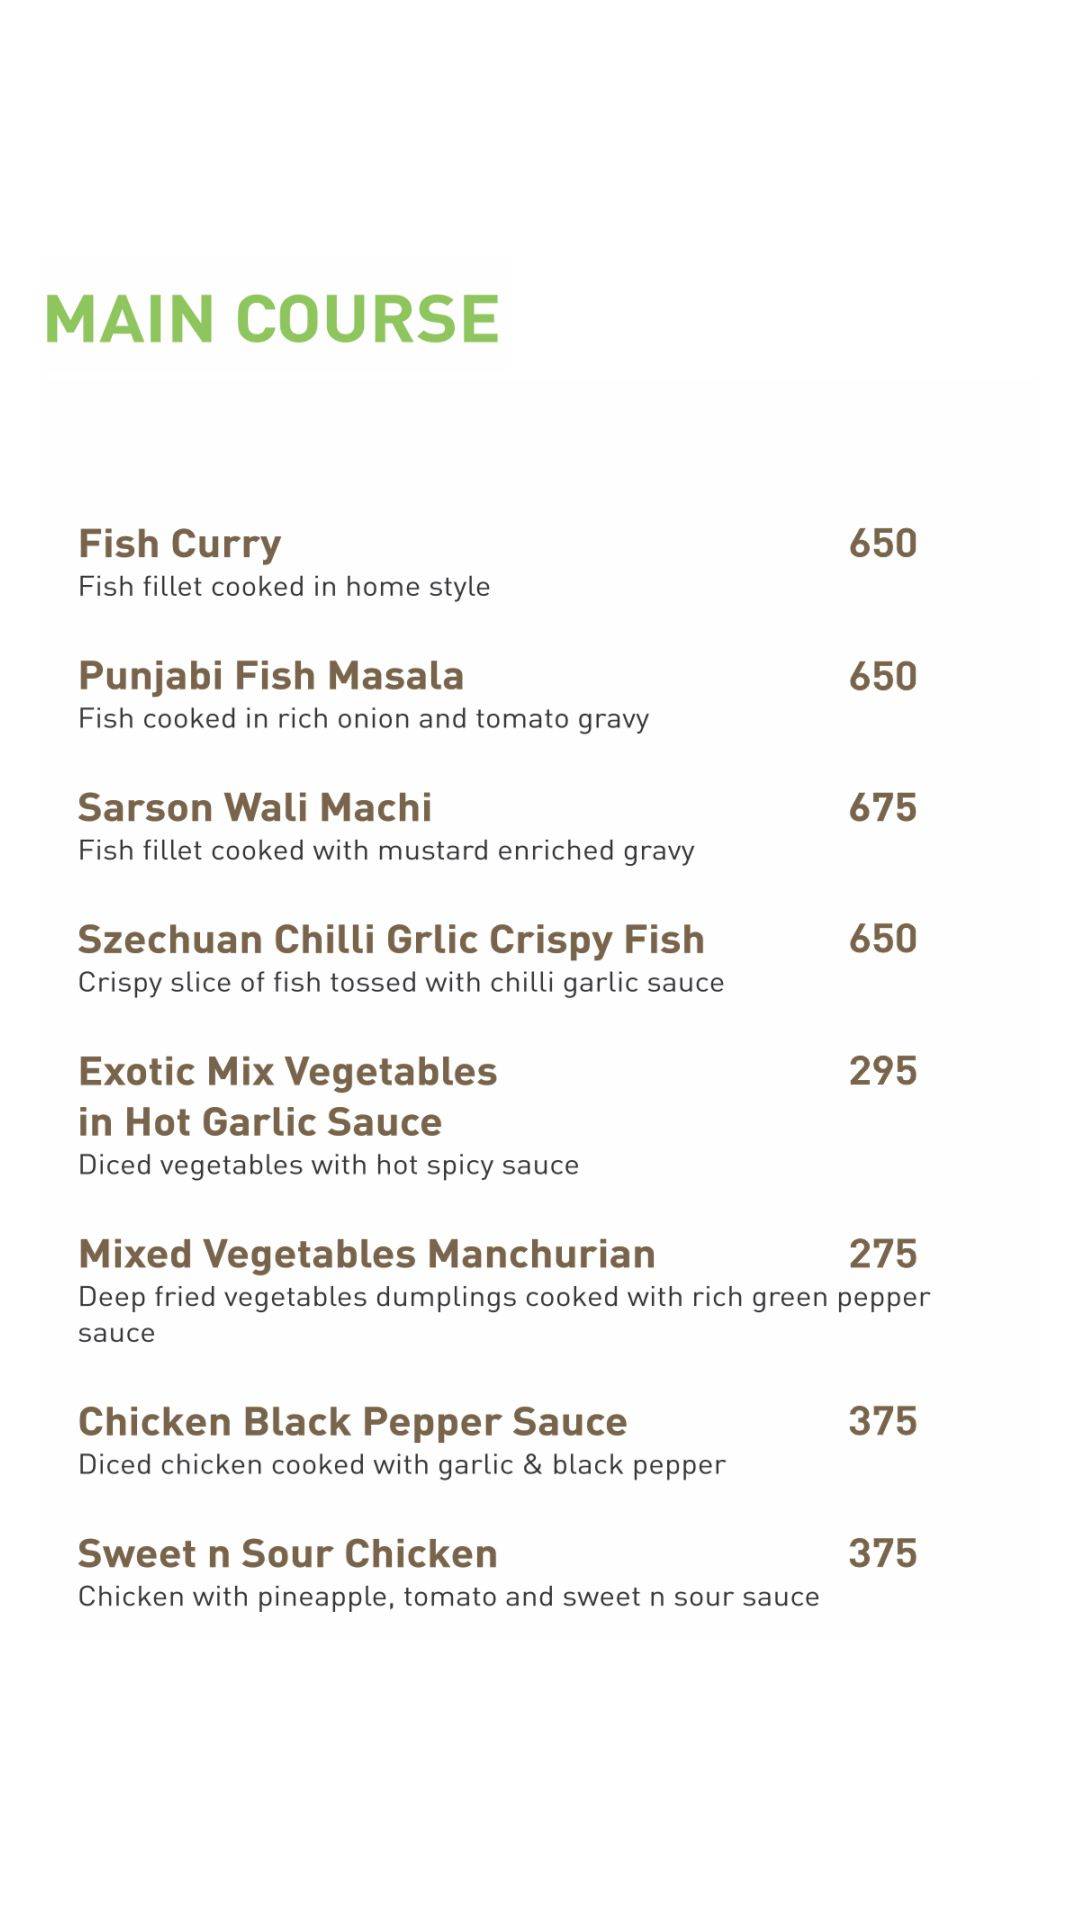 MAIN COURSE
Fish Curry 650
Fish fillet cooked in home style
Punjabi Fish Masala 650
Fish cooked in rich onion and tomato gravy
Sarson Wali Machi 675
Fish fillet cooked with mustard enriched gravy
Szechuan Chilli Grlic Crispy Fish 650
Crispy slice of fish tossed with chilli garlic sauce
Exotic Mix Vegetables 295
in Hot Garlic Sauce
Diced vegetables with hot spicy sauce
Mixed Vegetables Manchurian 275
Deep fried vegetables dumplings cooked with rich green pepper
sauce
Chicken Black Pepper Sauce 375
Diced chicken cooked with garlic & black pepper
Sweet n Sour Chicken 375
Chicken with pineapple, tomato and sweet n sour sauce